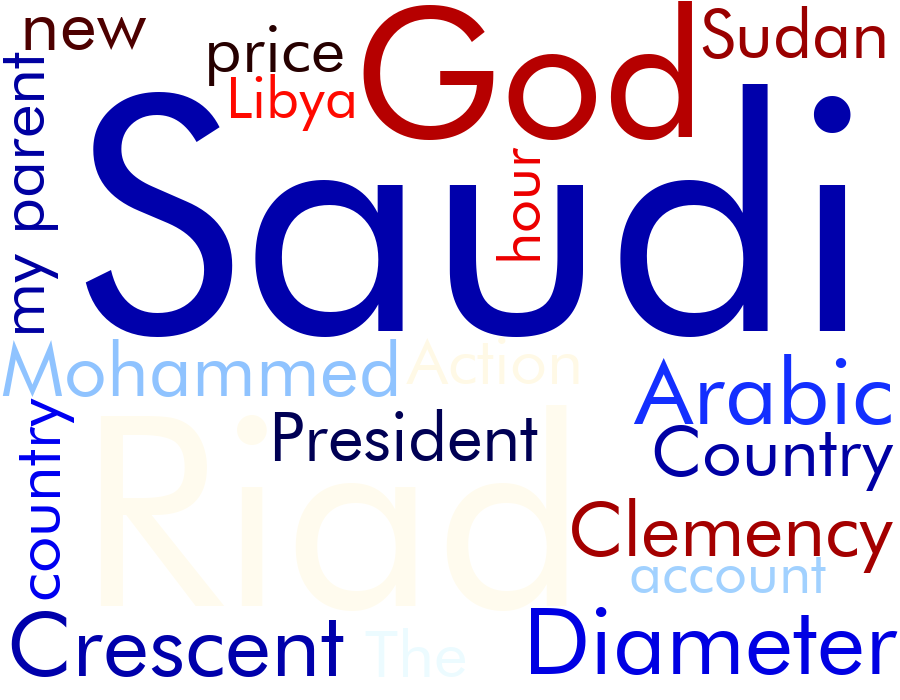 new
price
God
Sudan
Libya
my parent
Saudi
hour
Mohammed
Action
Arabic
country
President
Country
Riad
Clemency
account
Crescent
The
Diameter